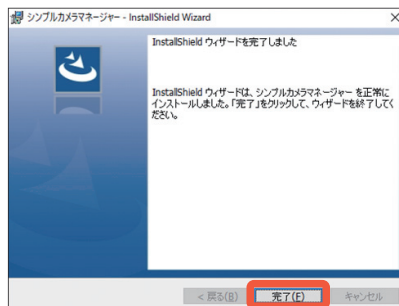 シンプルカメラマネージャー - InstallShield Wizard
InstallShield ウィザードを完了しました
InstallShield ウィザードは、シンプルカメラマネージャー を正常に
インストールしました。「完了」をクリックして、ウィザードを終了してく
ださい。
< 戻る(B) 完了(F) キャンセル